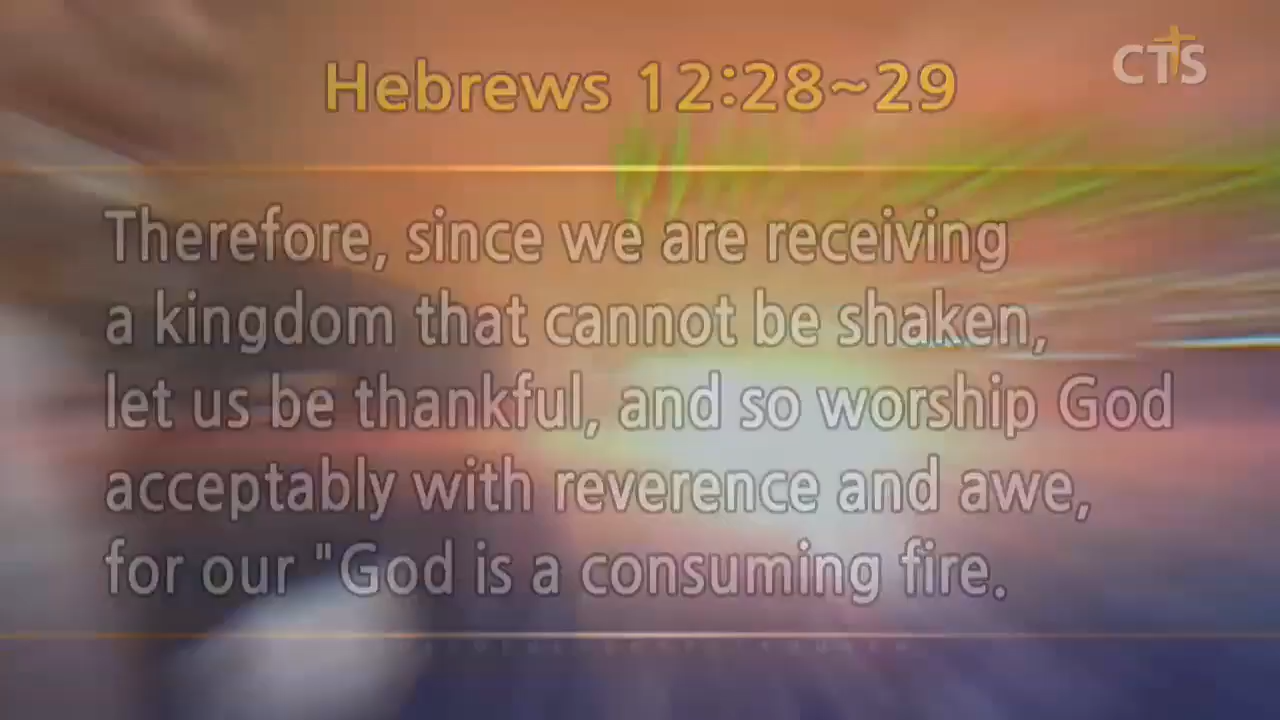 Hebrews 12:28~29
CTS
Therefore, since we are receiving
a kingdom that cannot be shaken,
let us be thankful, and so worship God
acceptably with reverence and awe,
for our "God is a consuming fire.